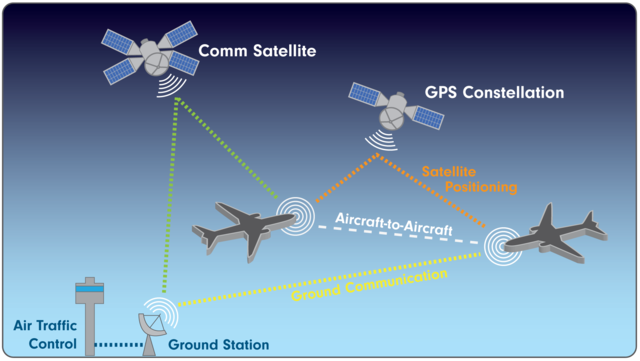 Comm Satellite
GPS Constellation
Satellite
Positioning
Aircraft-to-Aircraft
Ground Communication
Air Traffic
Control
Ground Station